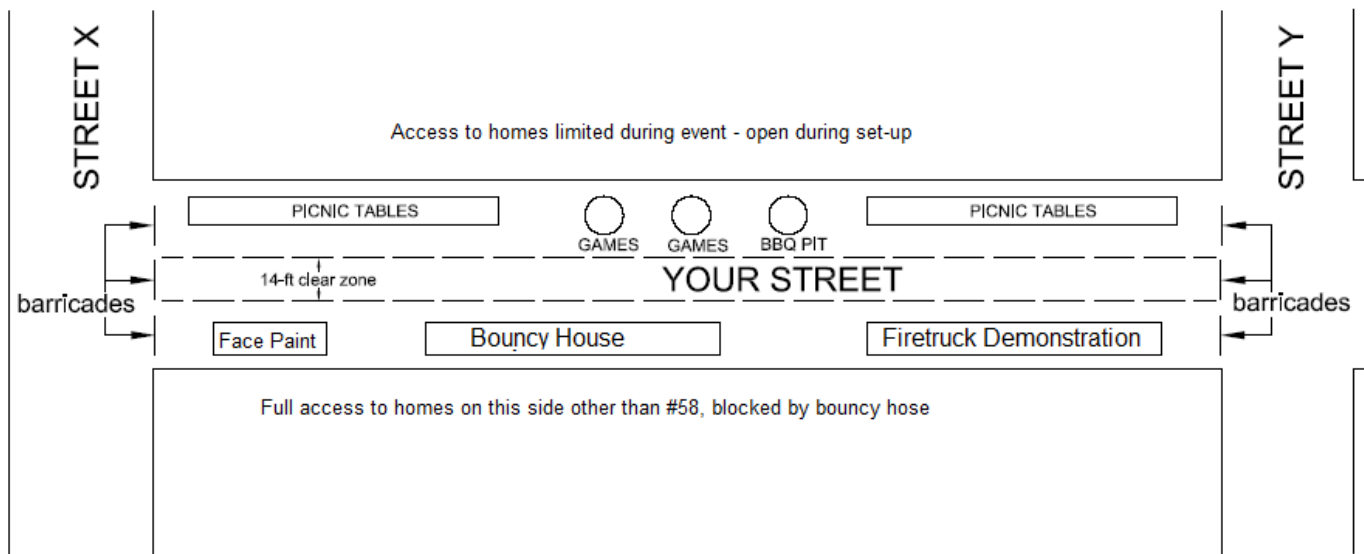 STREET X
STREET Y
Access to homes limited during event - open during set-up
PICNIC TABLES
GAMES
GAMES
BBQ PIT
PICNIC TABLES
14-ft clear zone
YOUR STREET
barricades
barricades
Face Paint
Bouncy House
Firetruck Demonstration
Full access to homes on this side other than #58, blocked by bouncy hose